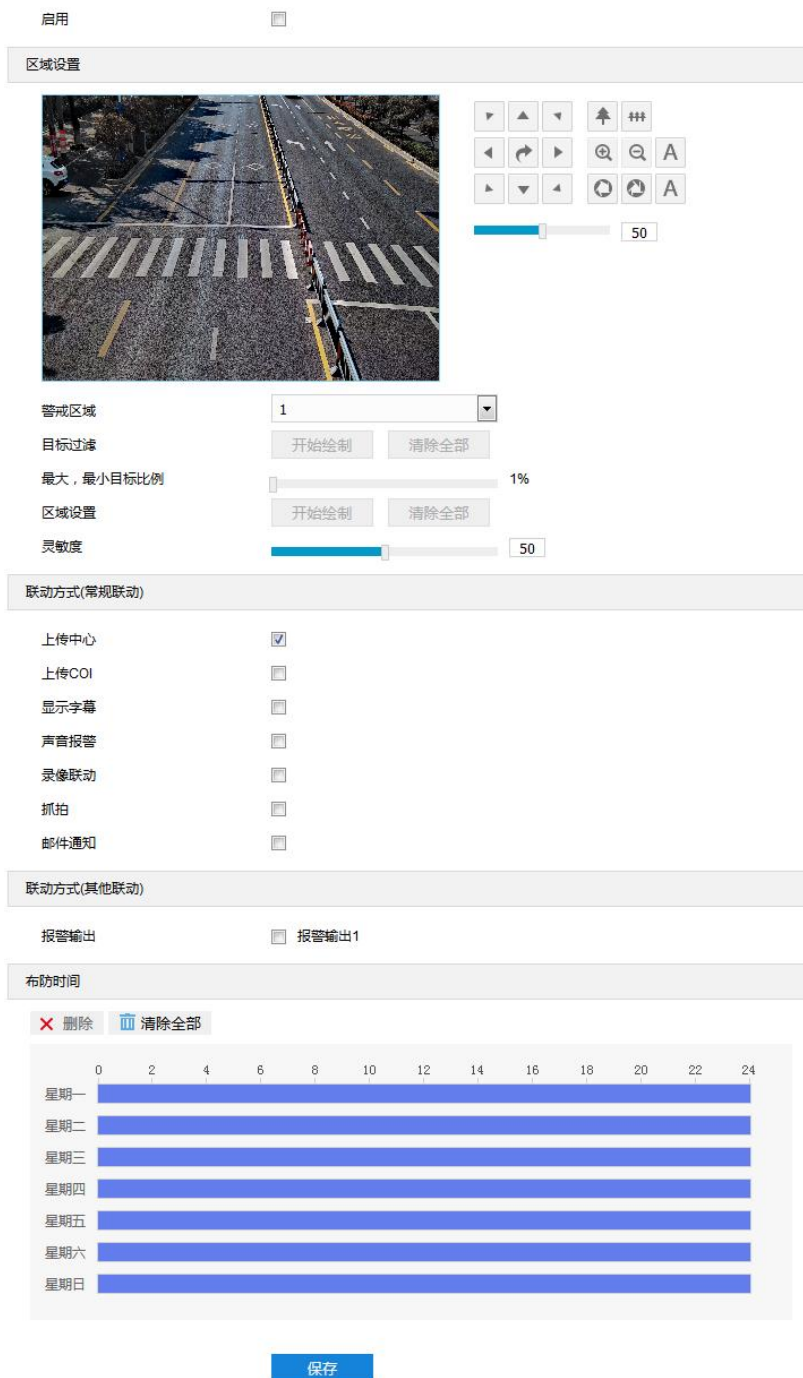 启用
区域设置
A
A
50
警戒区域 1
目标过滤 开始绘制 清除全部
最大，最小目标比例 1%
区域设置 开始绘制 清除全部
灵敏度 50
联动方式(常规联动)
上传中心
上传COI
显示字幕
声音报警
录像联动
抓拍
邮件通知
联动方式(其他联动)
报警输出 报警输出1
布防时间
删除 清除全部
0 2 4 6 8 10 12 14 16 18 20 22 24
星期一
星期二
星期三
星期四
星期五
星期六
星期日
保存